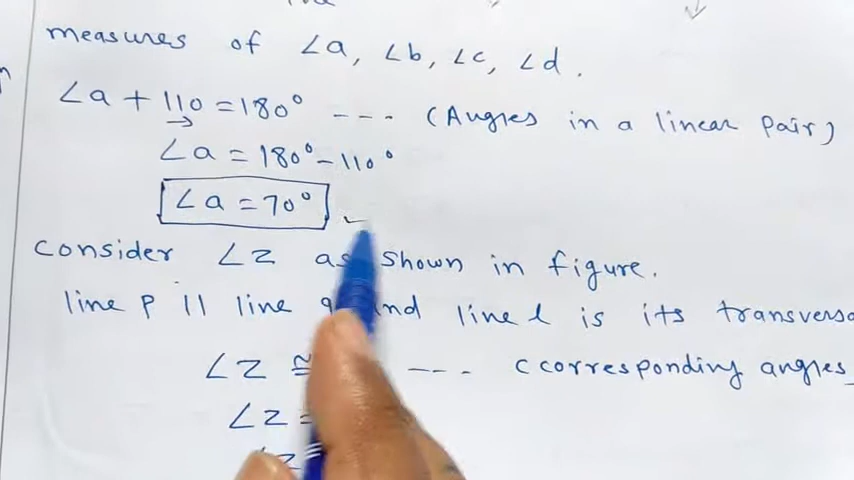 measures of ∠a, ∠b, ∠c, ∠d.
∠a + 110 = 180° --- (Angles in a linear pair)
∠a = 180° - 110°
∠a = 70°
consider ∠z as shown in figure.
line p || line and line l is its
∠z ≅ --- (corresponding angles
∠z =
∠z